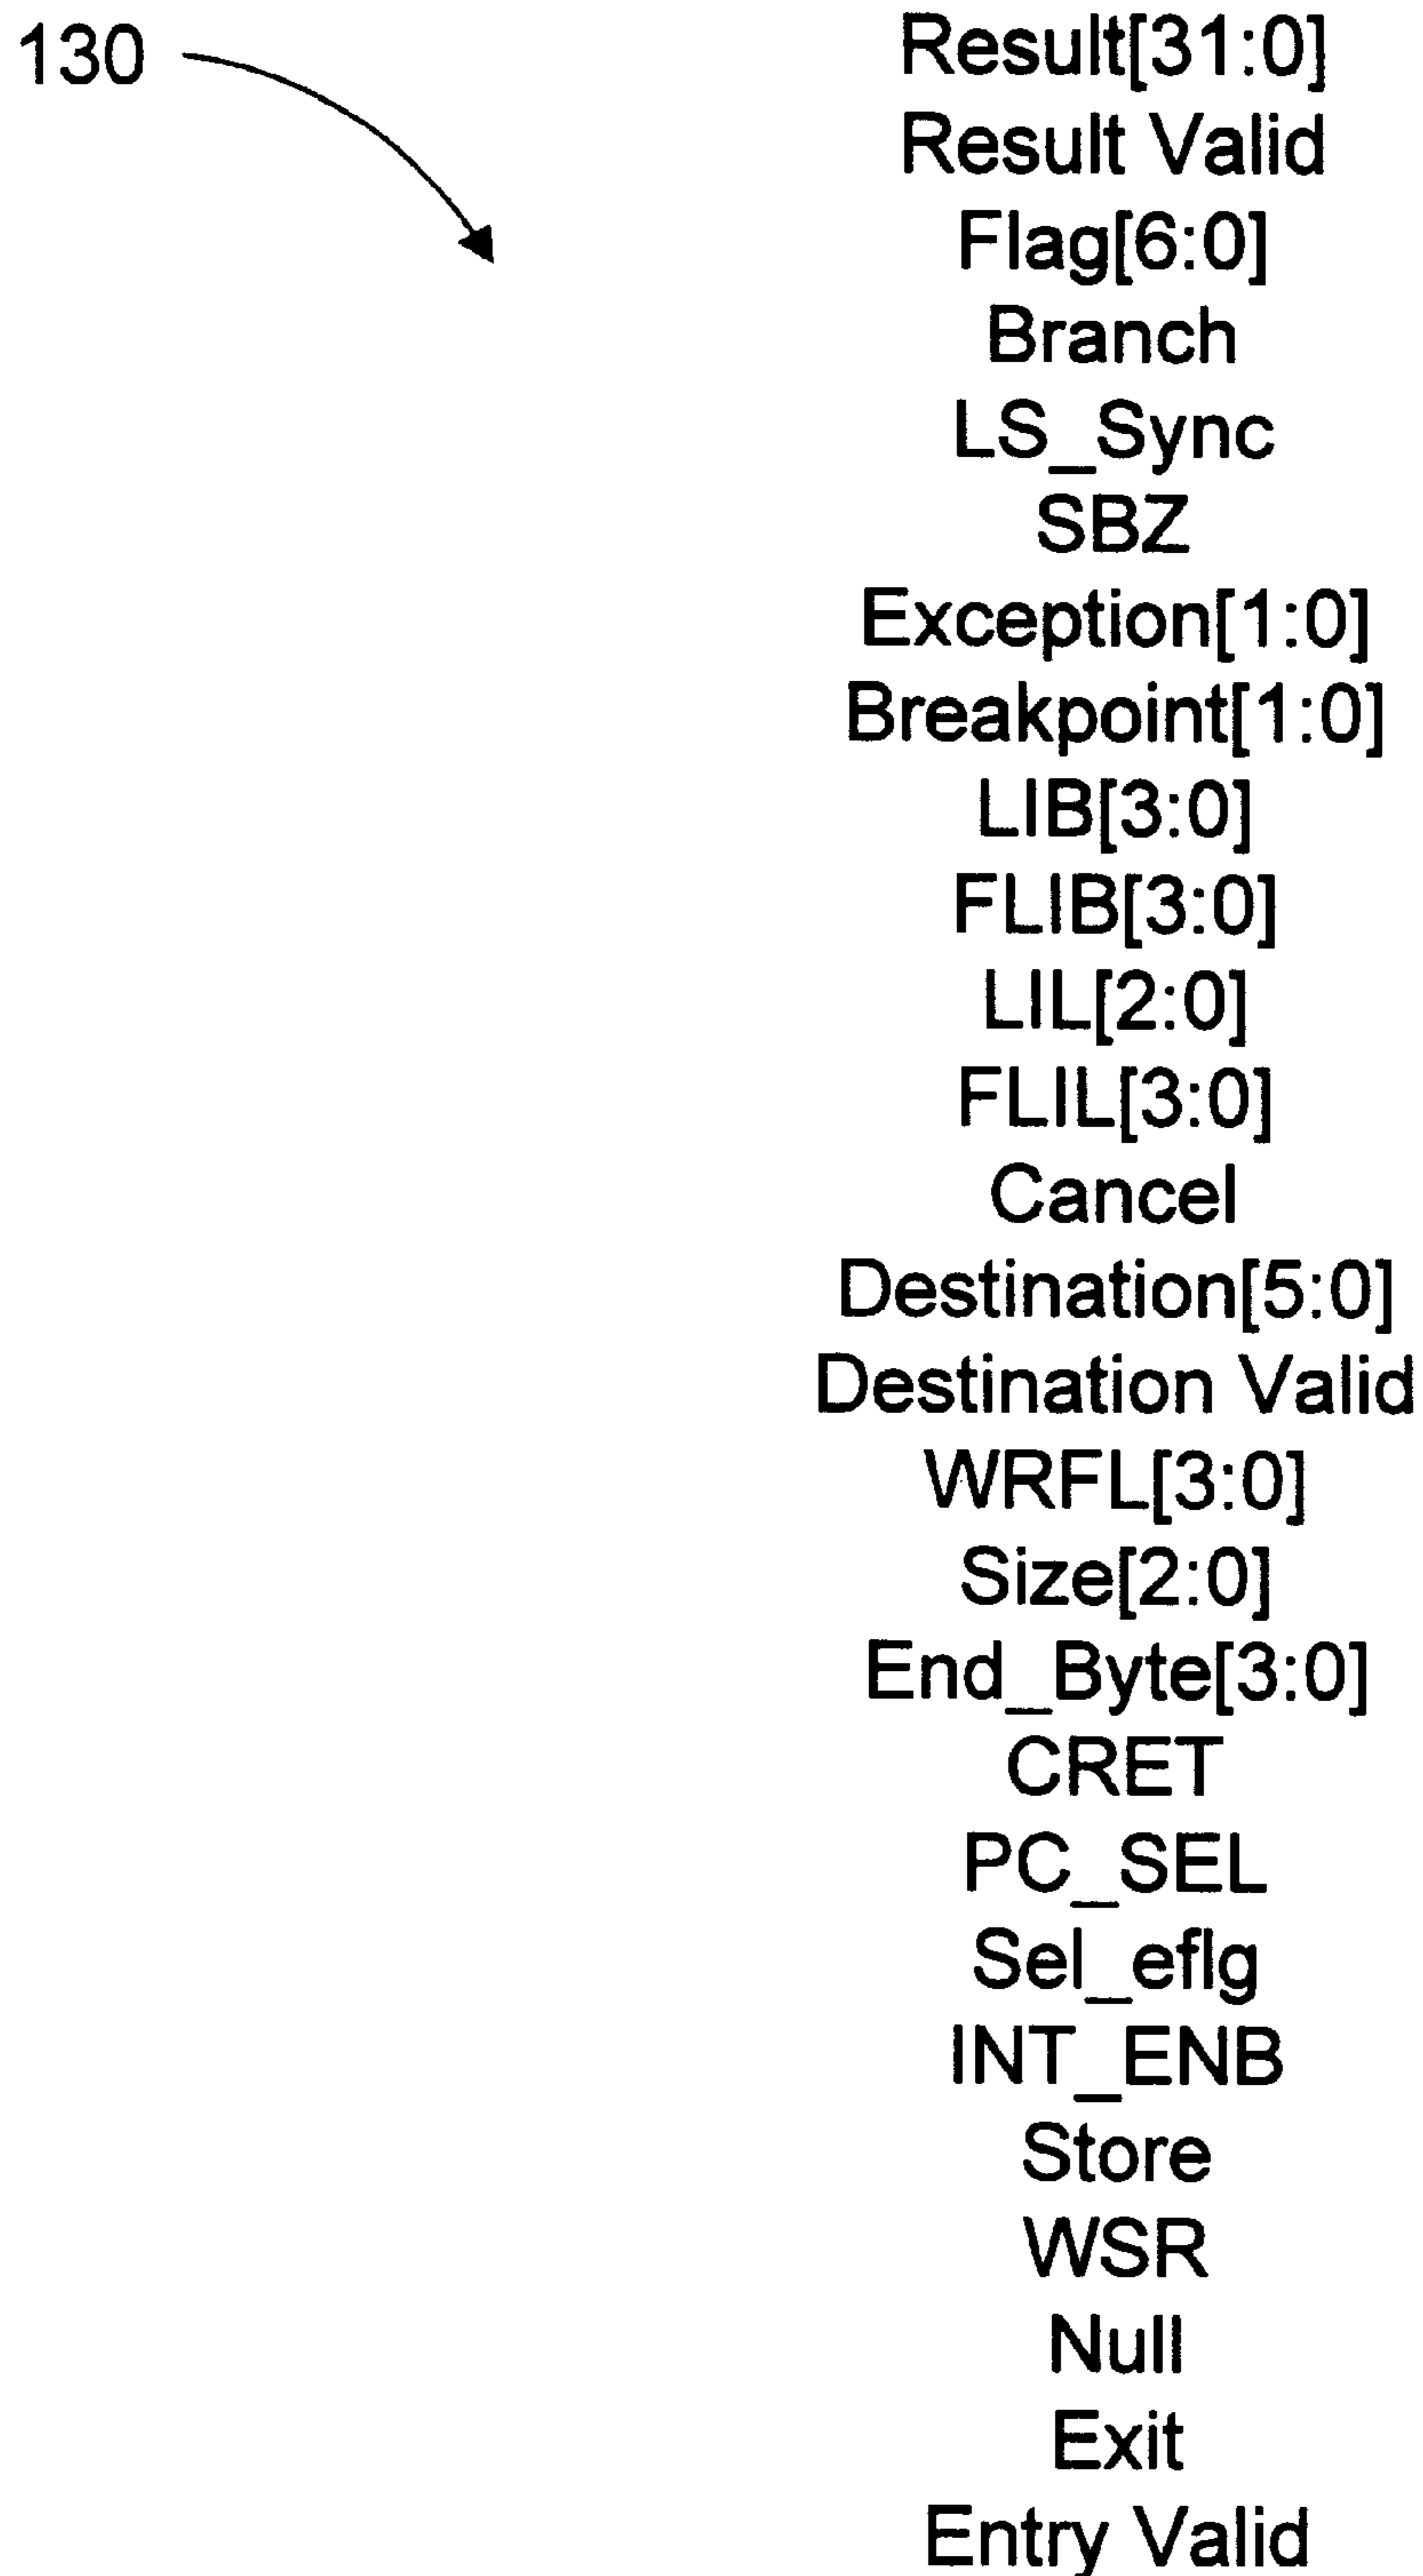 130
Result[31:0]
Result Valid
Flag[6:0]
Branch
LS_Sync
SBZ
Exception[1:0]
Breakpoint[1:0]
LIB[3:0]
FLIB[3:0]
LIL[2:0]
FLIL[3:0]
Cancel
Destination[5:0]
Destination Valid
WRFL[3:0]
Size[2:0]
End_Byte[3:0]
CRET
PC_SEL
Sel_eflg
INT_ENB
Store
WSR
Null
Exit
Entry Valid